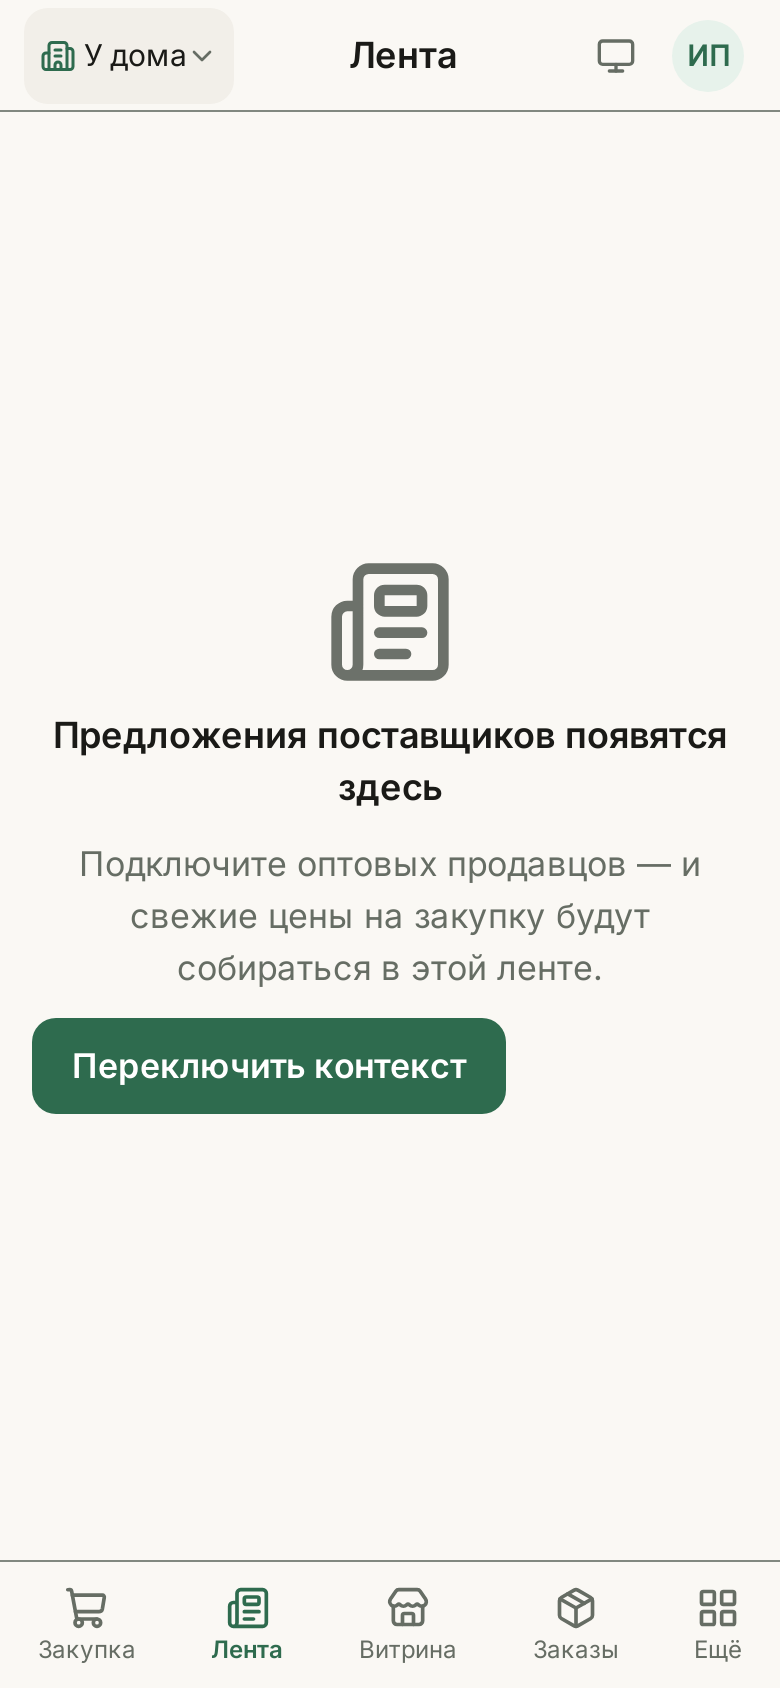 У дома
Лента
ИП
Предложения поставщиков появятся
здесь
Подключите оптовых продавцов — и
свежие цены на закупку будут
собираться в этой ленте.
Переключить контекст
Закупка
Лента
Витрина
Заказы
Ещё